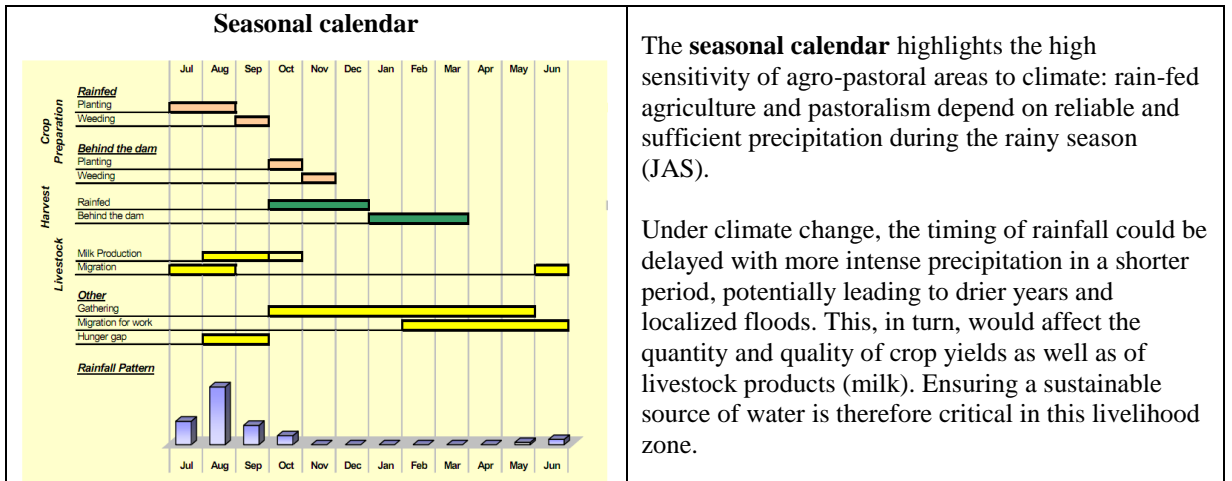 Seasonal calendar
Jul Aug Sep Oct Nov Dec Jan Feb Mar Apr May Jun
Crop Preparation
Rainfed
Planting
Weeding
Behind the dam
Planting
Weeding
Harvest
Rainfed
Behind the dam
Livestock
Milk Production
Migration
Other
Gathering
Migration for work
Hunger gap
Rainfall Pattern
Jul Aug Sep Oct Nov Dec Jan Feb Mar Apr May Jun
The seasonal calendar highlights the high
sensitivity of agro-pastoral areas to climate: rain-fed
agriculture and pastoralism depend on reliable and
sufficient precipitation during the rainy season
(JAS).
Under climate change, the timing of rainfall could be
delayed with more intense precipitation in a shorter
period, potentially leading to drier years and
localized floods. This, in turn, would affect the
quantity and quality of crop yields as well as of
livestock products (milk). Ensuring a sustainable
source of water is therefore critical in this livelihood
zone.